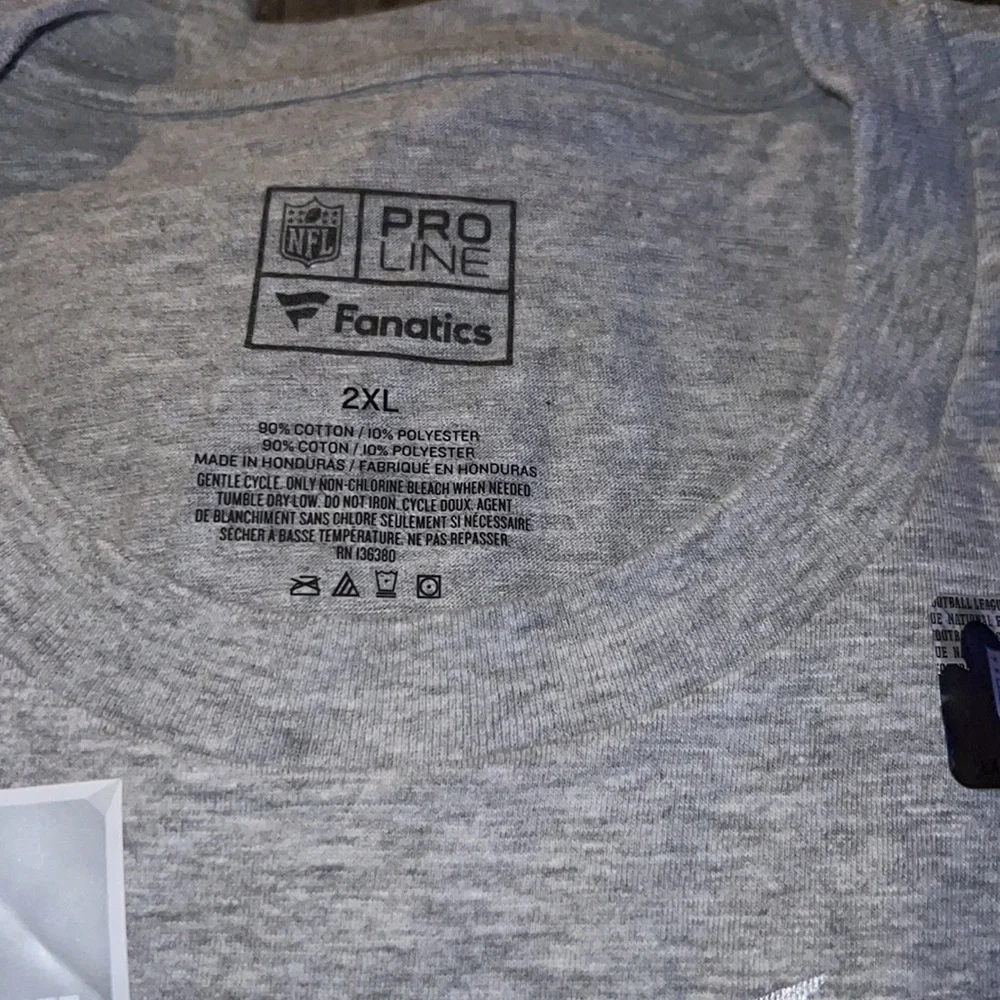 NFL
PRO
LINE
Fanatics
2XL
90% COTTON / 10% POLYESTER
90% COTON / 10% POLYESTER
MADE IN HONDURAS / FABRIQUÉ EN HONDURAS
GENTLE CYCLE. ONLY NON-CHLORINE BLEACH WHEN NEEDED.
TUMBLE DRY LOW. DO NOT IRON. CYCLE DOUX. AGENT
DE BLANCHIMENT SANS CHLORE SEULEMENT SI NÉCESSAIRE.
SÉCHER À BASSE TEMPÉRATURE. NE PAS REPASSER.
RN 136380